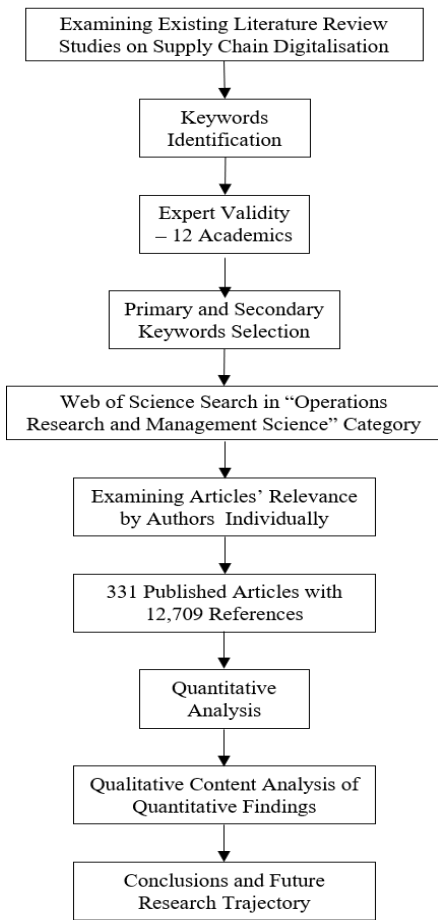 Examining Existing Literature Review
Studies on Supply Chain Digitalisation
Keywords
Identification
Expert Validity
– 12 Academics
Primary and Secondary
Keywords Selection
Web of Science Search in “Operations
Research and Management Science” Category
Examining Articles’ Relevance
by Authors Individually
331 Published Articles with
12,709 References
Quantitative
Analysis
Qualitative Content Analysis of
Quantitative Findings
Conclusions and Future
Research Trajectory